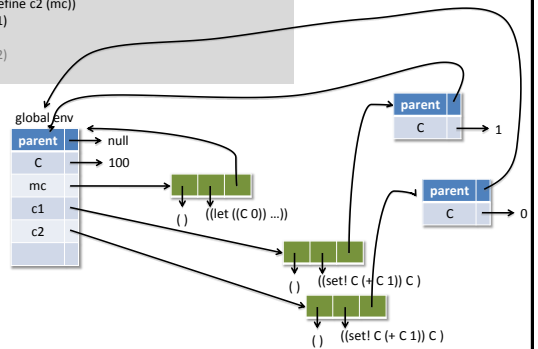 efine c2 (mc))
1)
2)
global env
parent
null
C
100
mc
c1
c2
( )
((let ((C 0)) ...))
parent
C
1
parent
C
0
( )
((set! C (+ C 1)) C )
( )
((set! C (+ C 1)) C )